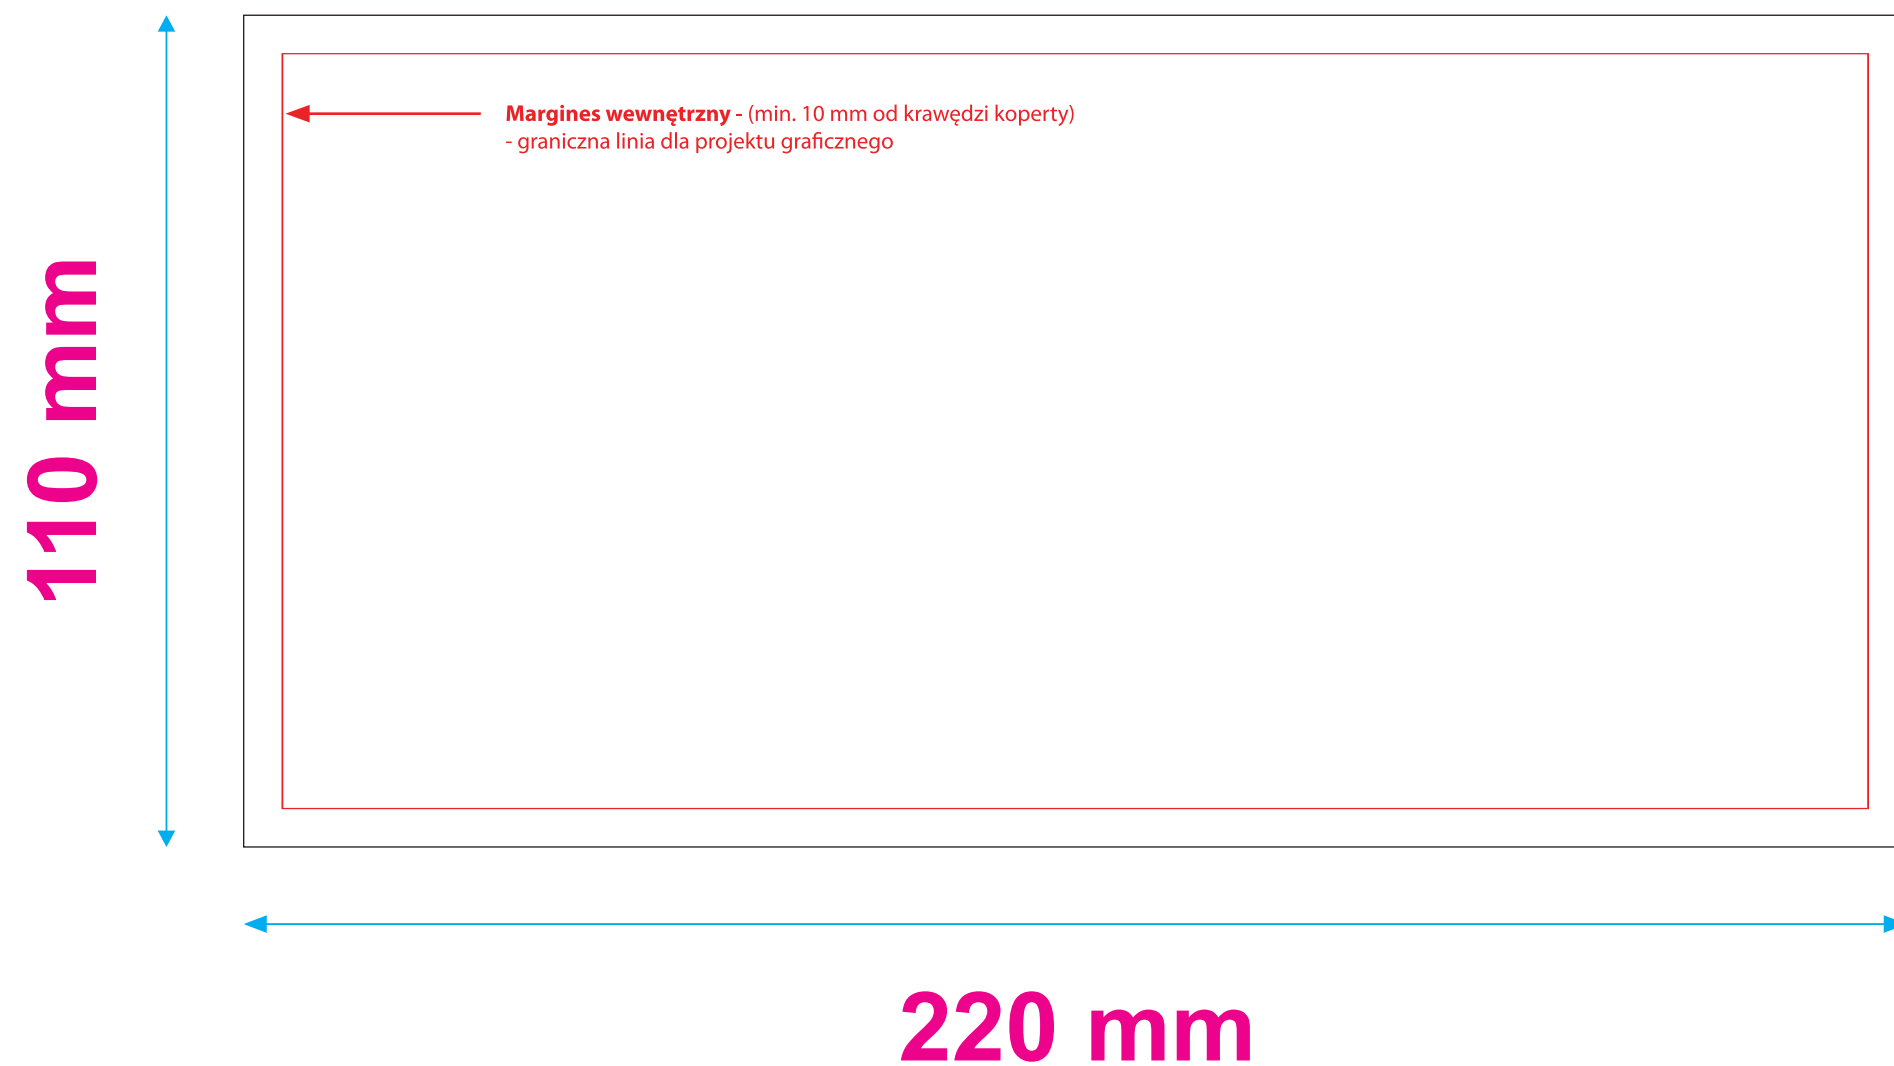 Margines wewnętrzny - (min. 10 mm od krawędzi koperty)
- graniczna linia dla projektu graficznego
110 mm
220 mm